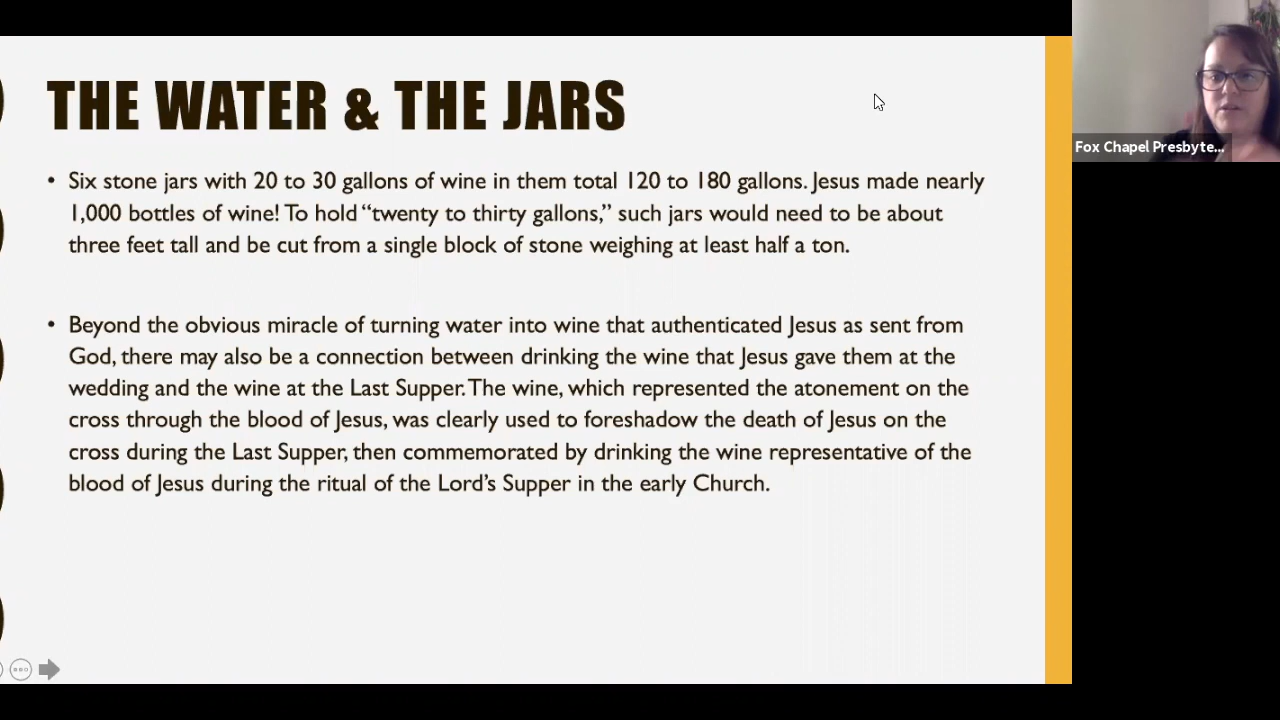 THE WATER & THE JARS
• Six stone jars with 20 to 30 gallons of wine in them total 120 to 180 gallons. Jesus made nearly
1,000 bottles of wine! To hold “twenty to thirty gallons,” such jars would need to be about
three feet tall and be cut from a single block of stone weighing at least half a ton.
• Beyond the obvious miracle of turning water into wine that authenticated Jesus as sent from
God, there may also be a connection between drinking the wine that Jesus gave them at the
wedding and the wine at the Last Supper. The wine, which represented the atonement on the
cross through the blood of Jesus, was clearly used to foreshadow the death of Jesus on the
cross during the Last Supper, then commemorated by drinking the wine representative of the
blood of Jesus during the ritual of the Lord’s Supper in the early Church.
Fox Chapel Presbyte...